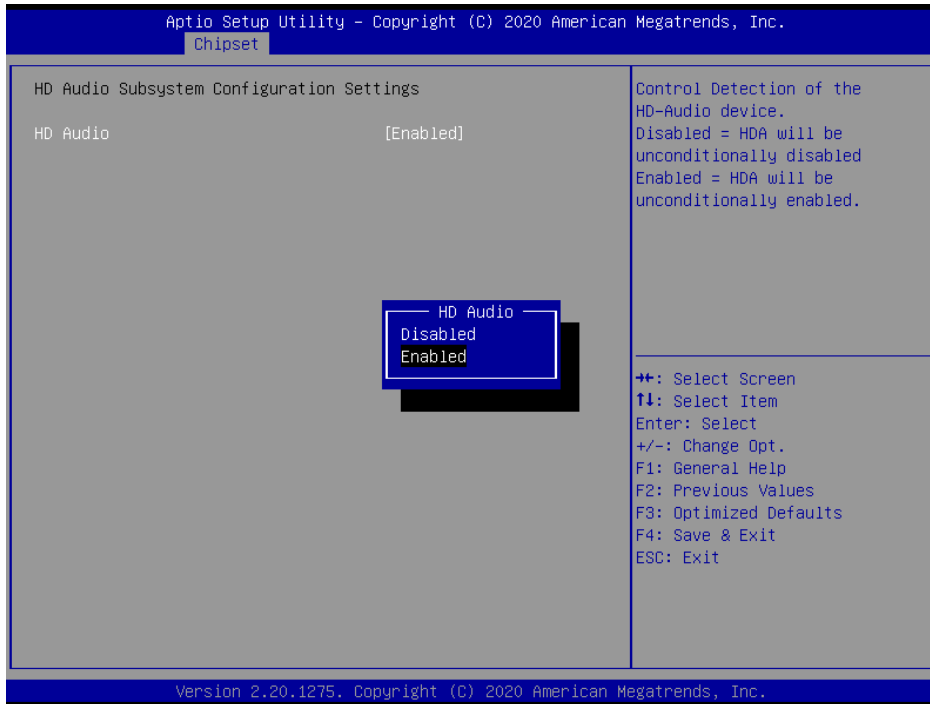 Aptio Setup Utility – Copyright (C) 2020 American Megatrends, Inc.
Chipset
HD Audio Subsystem Configuration Settings
HD Audio [Enabled]
Control Detection of the
HD-Audio device.
Disabled = HDA will be
unconditionally disabled
Enabled = HDA will be
unconditionally enabled.
HD Audio
Disabled
Enabled
→←: Select Screen
↑↓: Select Item
Enter: Select
+/-: Change Opt.
F1: General Help
F2: Previous Values
F3: Optimized Defaults
F4: Save & Exit
ESC: Exit
Version 2.20.1275. Copyright (C) 2020 American Megatrends, Inc.